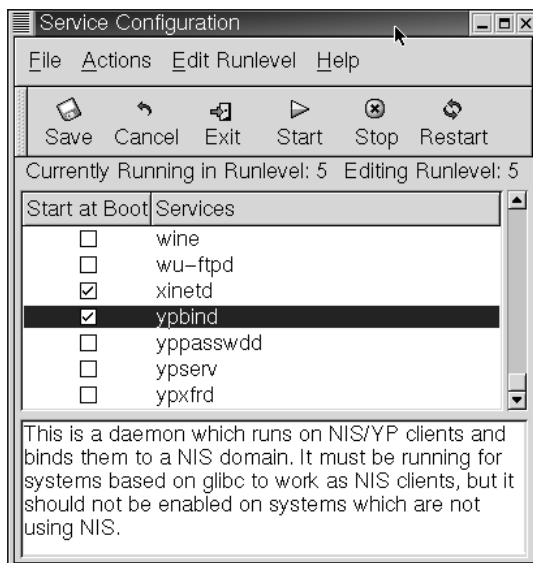 Service Configuration
File Actions Edit Runlevel Help
Save Cancel Exit Start Stop Restart
Currently Running in Runlevel: 5 Editing Runlevel: 5
Start at Boot Services
wine
wu-ftpd
xinetd
ypbind
yppasswdd
ypserv
ypxfrd
This is a daemon which runs on NIS/YP clients and
binds them to a NIS domain. It must be running for
systems based on glibc to work as NIS clients, but it
should not be enabled on systems which are not
using NIS.